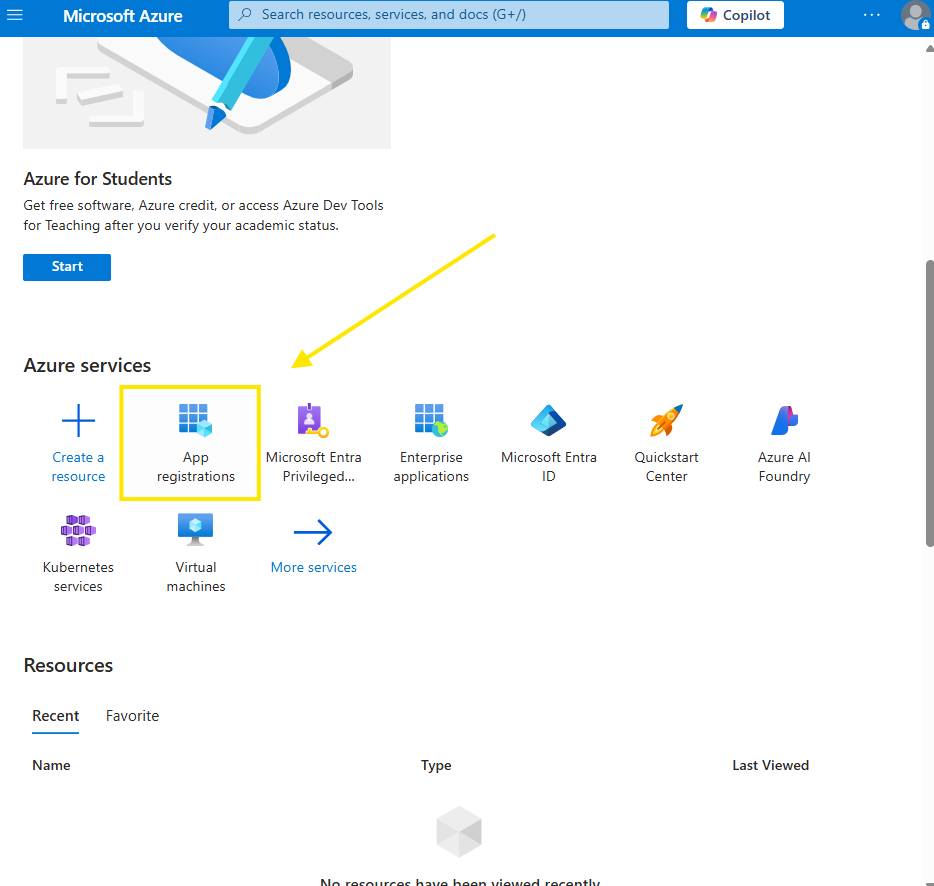 Microsoft Azure
Search resources, services, and docs (G+/)
Copilot
Azure for Students
Get free software, Azure credit, or access Azure Dev Tools
for Teaching after you verify your academic status.
Start
Azure services
Create a
resource
App
registrations
Microsoft Entra
Privileged...
Enterprise
applications
Microsoft Entra
ID
Quickstart
Center
Azure AI
Foundry
Kubernetes
services
Virtual
machines
More services
Resources
Recent
Favorite
Name
Type
Last Viewed
No resources have been viewed recently